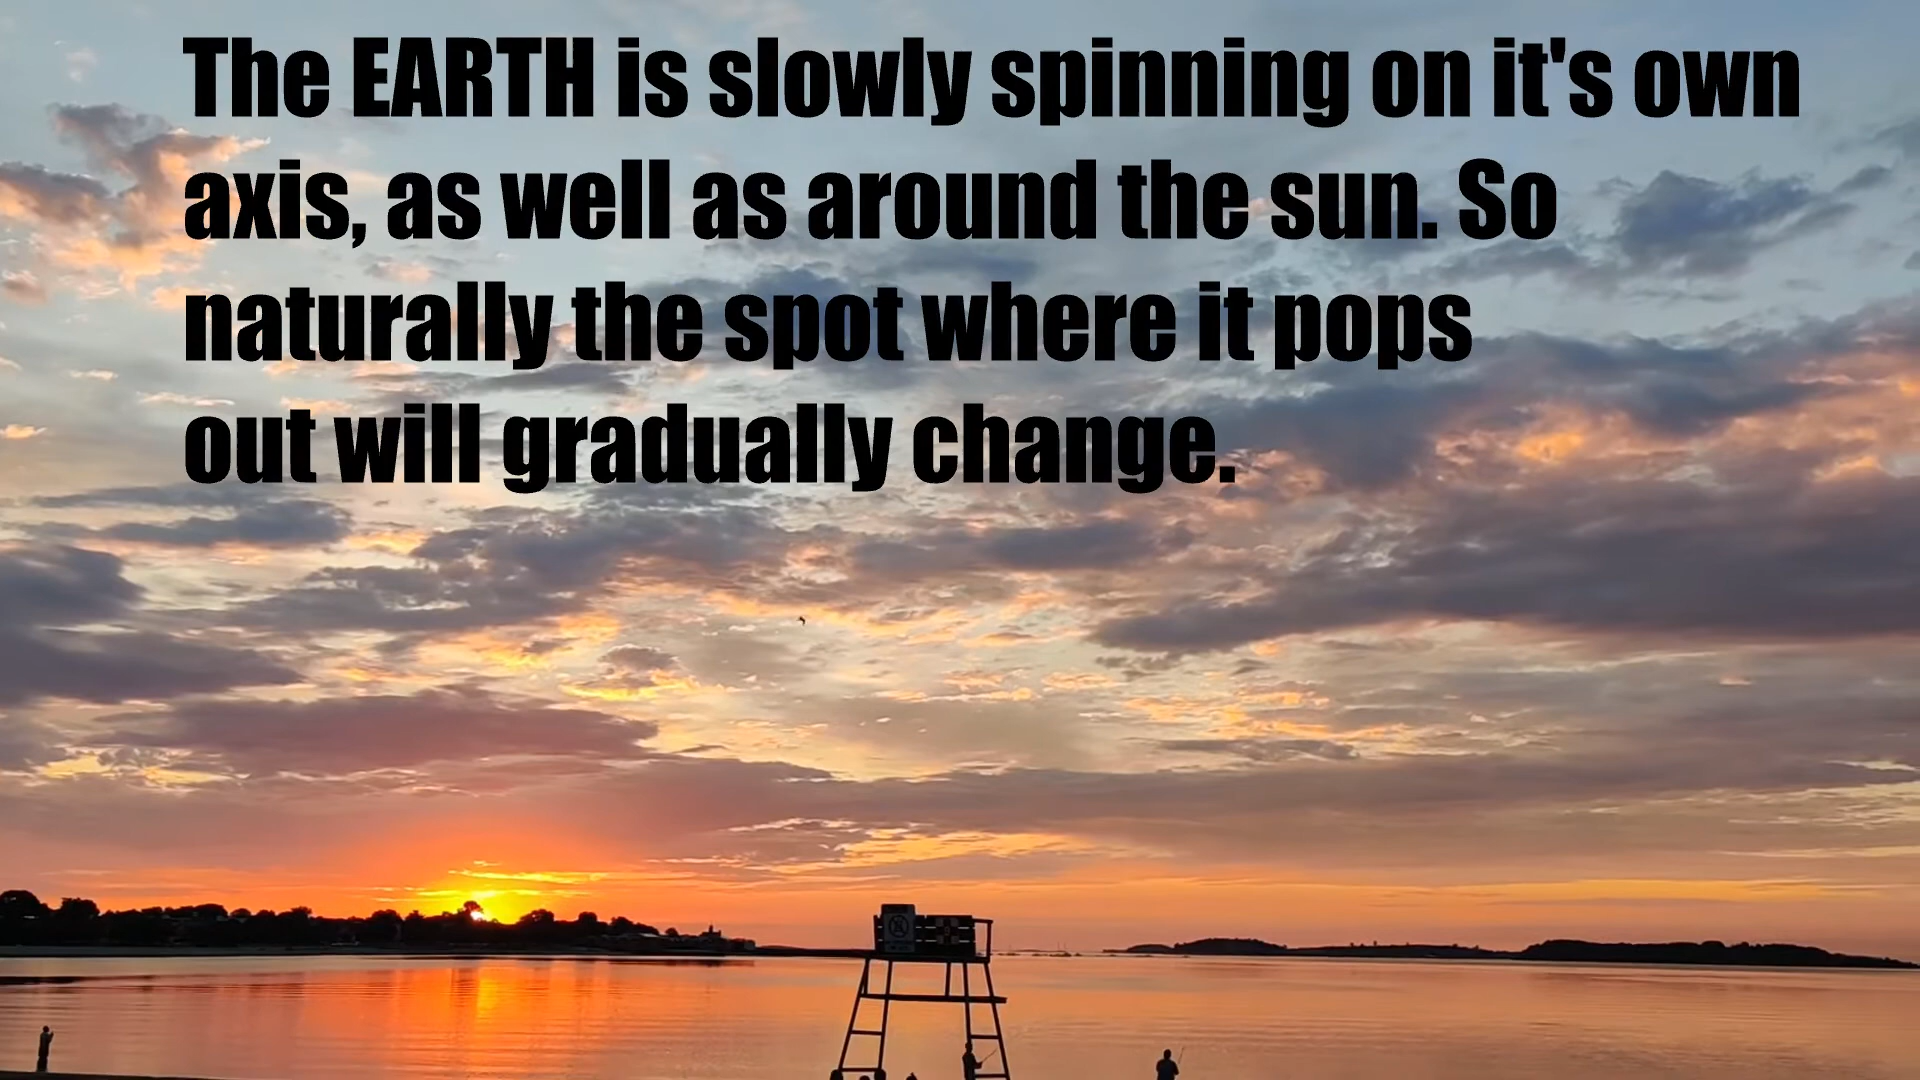 The EARTH is slowly spinning on it's own
axis, as well as around the sun. So
naturally the spot where it pops
out will gradually change.